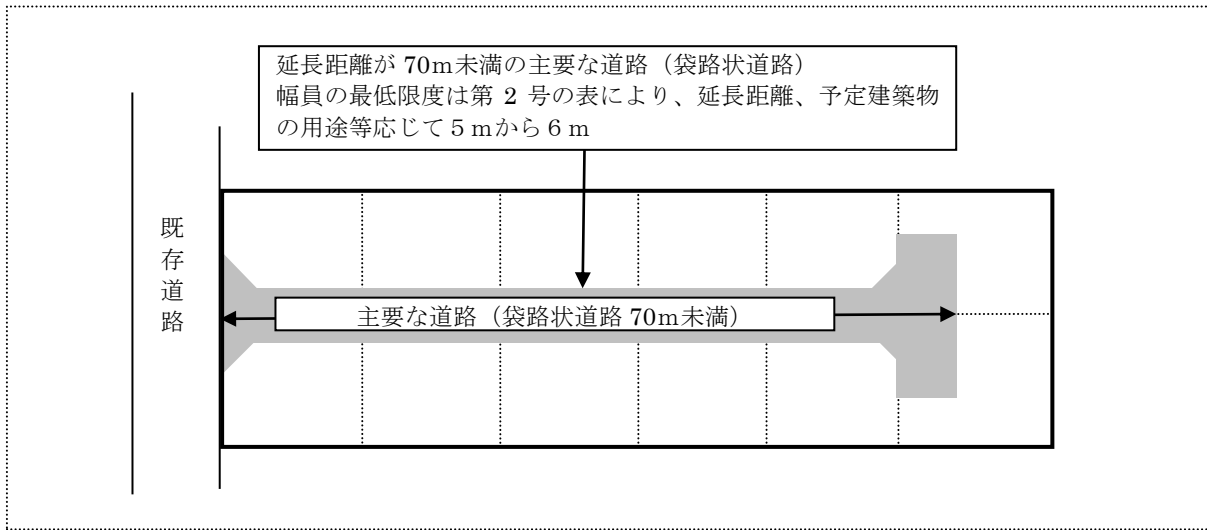 延長距離が 70m未満の主要な道路（袋路状道路）
幅員の最低限度は第 2 号の表により、延長距離、予定建築物
の用途等応じて５ｍから６ｍ
既存道路
主要な道路（袋路状道路 70m未満）